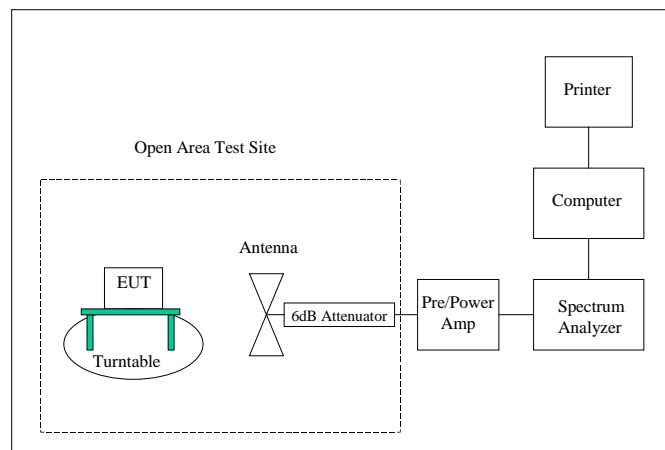 Printer
Open Area Test Site
Computer
Antenna
EUT
6dB Attenuator
Pre/Power
Amp
Spectrum
Analyzer
Turntable